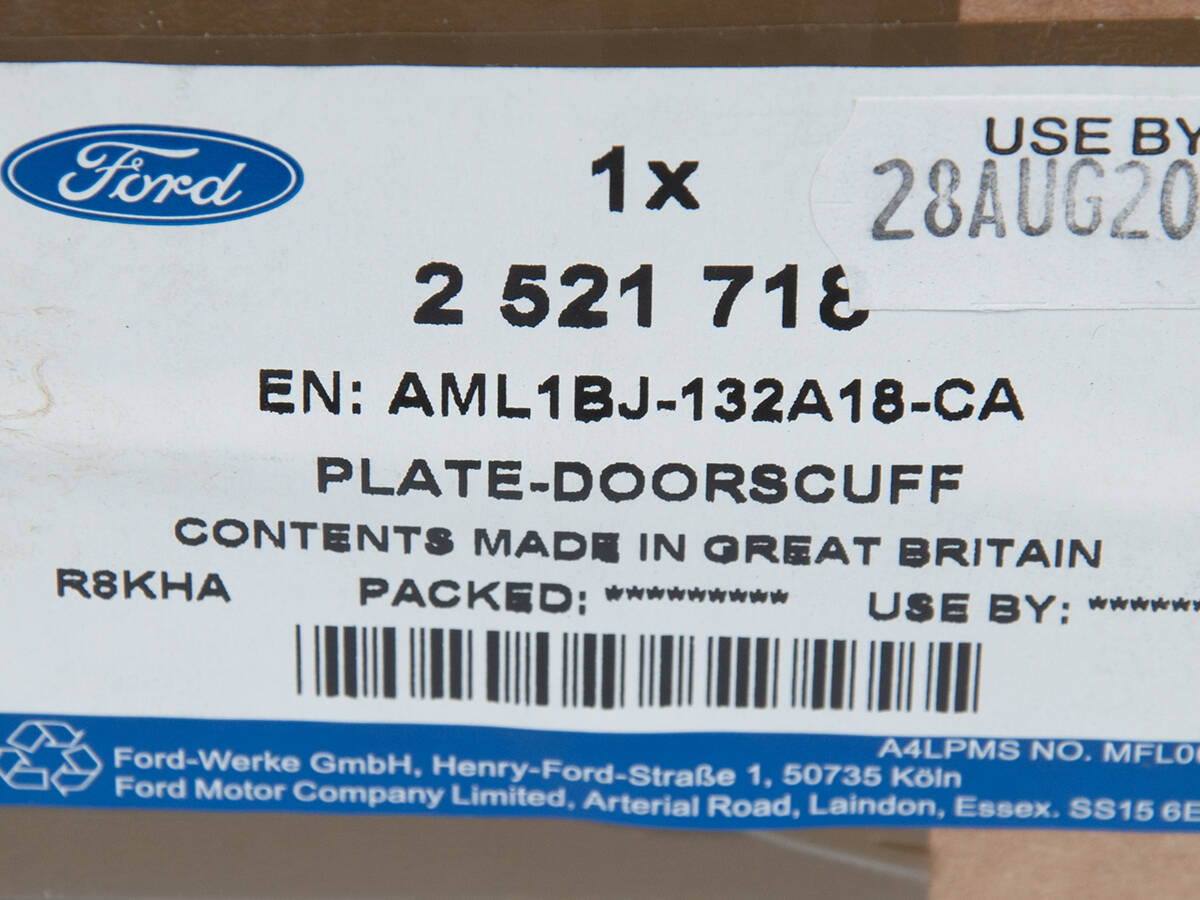 Ford
1x
USE BY
28AUG20
2 521 718
EN: AML1BJ-132A18-CA
PLATE-DOORSCUFF
CONTENTS MADE IN GREAT BRITAIN
R8KHA PACKED: ********* USE BY: ******
A4LPMS NO. MFL0
Ford-Werke GmbH, Henry-Ford-Straße 1, 50735 Köln
Ford Motor Company Limited, Arterial Road, Laindon, Essex. SS15 6E